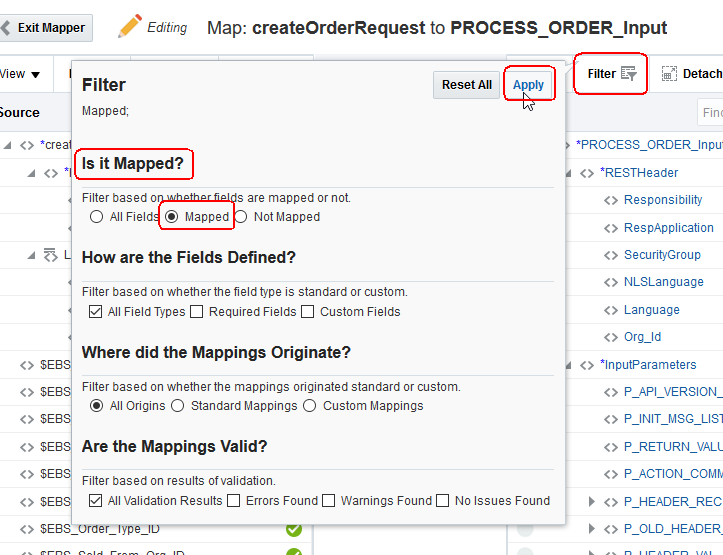 Exit Mapper
Editing
Map: createOrderRequest to PROCESS_ORDER_Input
View
Filter
Detach
Source
Filter
Reset All
Apply
Mapped;
Find
*create
*PROCESS_ORDER_Input
Is it Mapped?
*RESTHeader
Filter based on whether fields are mapped or not.
Responsibility
All Fields
Mapped
Not Mapped
RespApplication
How are the Fields Defined?
SecurityGroup
Filter based on whether the field type is standard or custom.
NLSLanguage
All Field Types
Required Fields
Custom Fields
Language
Org_Id
Where did the Mappings Originate?
$EBS
*InputParameters
Filter based on whether the mappings originated standard or custom.
$EBS
P_API_VERSION_
All Origins
Standard Mappings
Custom Mappings
$EBS
P_INIT_MSG_LIST
Are the Mappings Valid?
$EBS
P_RETURN_VALU
Filter based on results of validation.
$EBS
P_ACTION_COMM
All Validation Results
Errors Found
Warnings Found
No Issues Found
$EBS
P_HEADER_REC
$EBS_Order_Type_ID
P_OLD_HEADER_
$EBS_Sold_From_Org_ID
P_HEADER_VAL